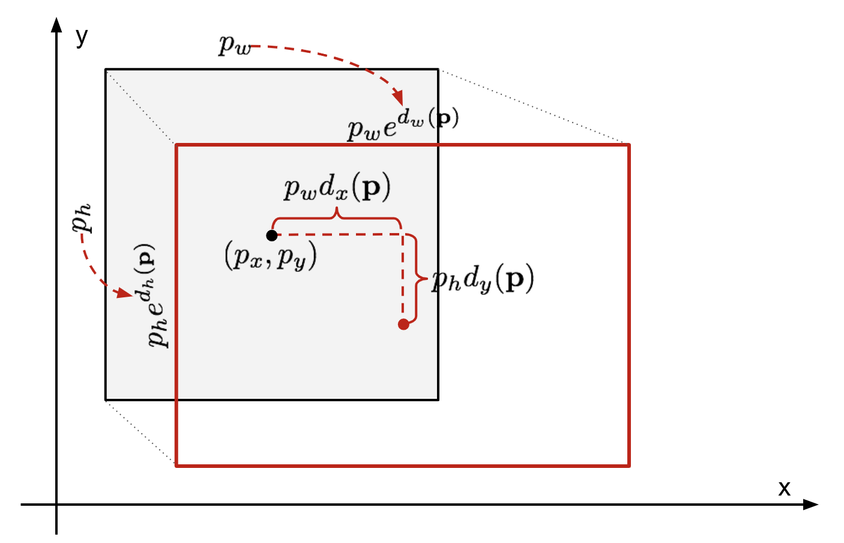 y
p_w
p_w e^{d_w(𝐩)}
p_w d_x(𝐩)
p_h
(p_x, p_y)
p_h d_y(𝐩)
p_h e^{d_h(𝐩)}
x